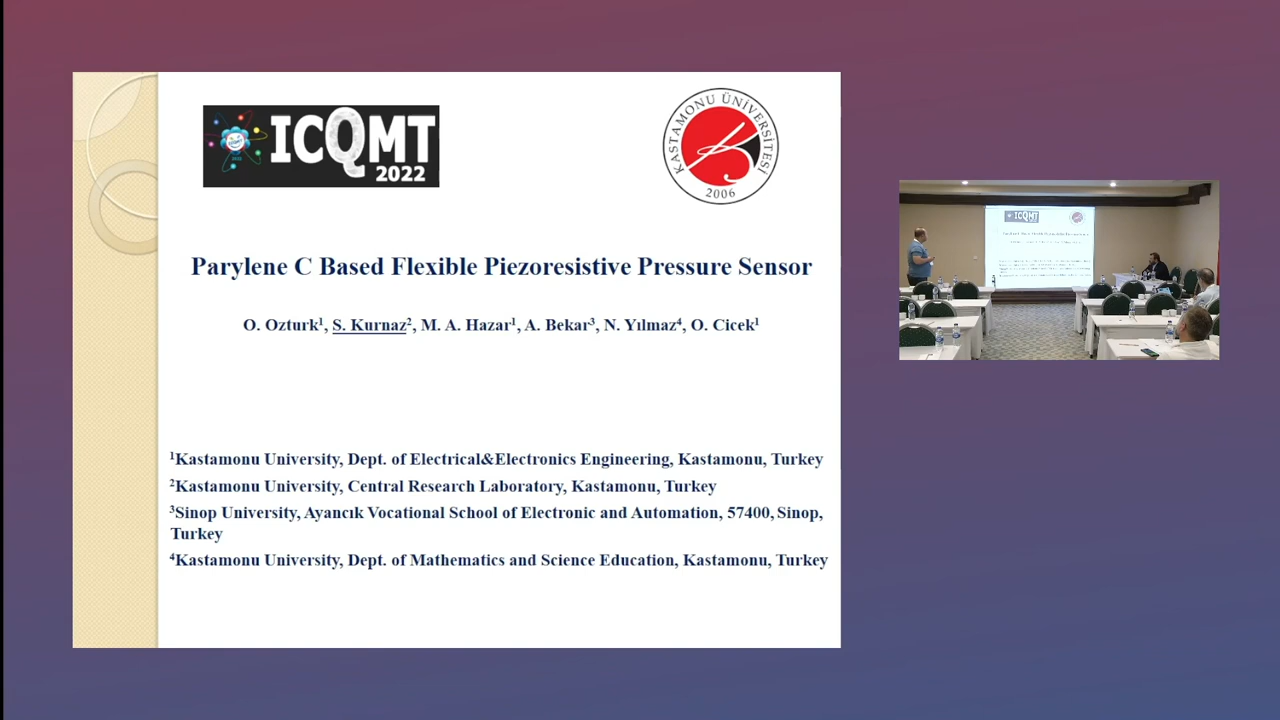 ICQMT
2022
KASTAMONU ÜNİVERSİTESİ
2006
Parylene C Based Flexible Piezoresistive Pressure Sensor
O. Ozturk¹, S. Kurnaz², M. A. Hazar¹, A. Bekar³, N. Yılmaz⁴, O. Cicek¹
¹Kastamonu University, Dept. of Electrical&Electronics Engineering, Kastamonu, Turkey
²Kastamonu University, Central Research Laboratory, Kastamonu, Turkey
³Sinop University, Ayancık Vocational School of Electronic and Automation, 57400, Sinop,
Turkey
⁴Kastamonu University, Dept. of Mathematics and Science Education, Kastamonu, Turkey
ICQMT